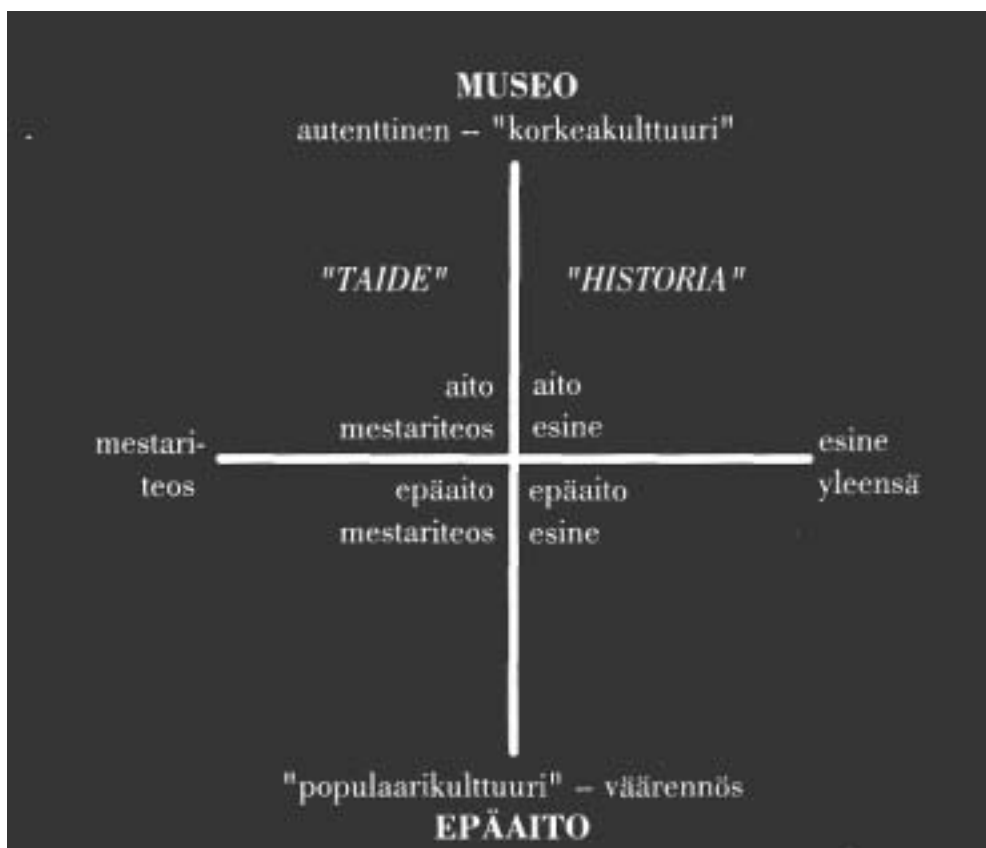 MUSEO
autenttinen – "korkeakulttuuri"
"TAIDE"
"HISTORIA"
aito
mestariteos
aito
esine
mestari-
teos
esine
yleensä
epäaito
mestariteos
epäaito
esine
"populaarikulttuuri" – väärennös
EPÄAITO